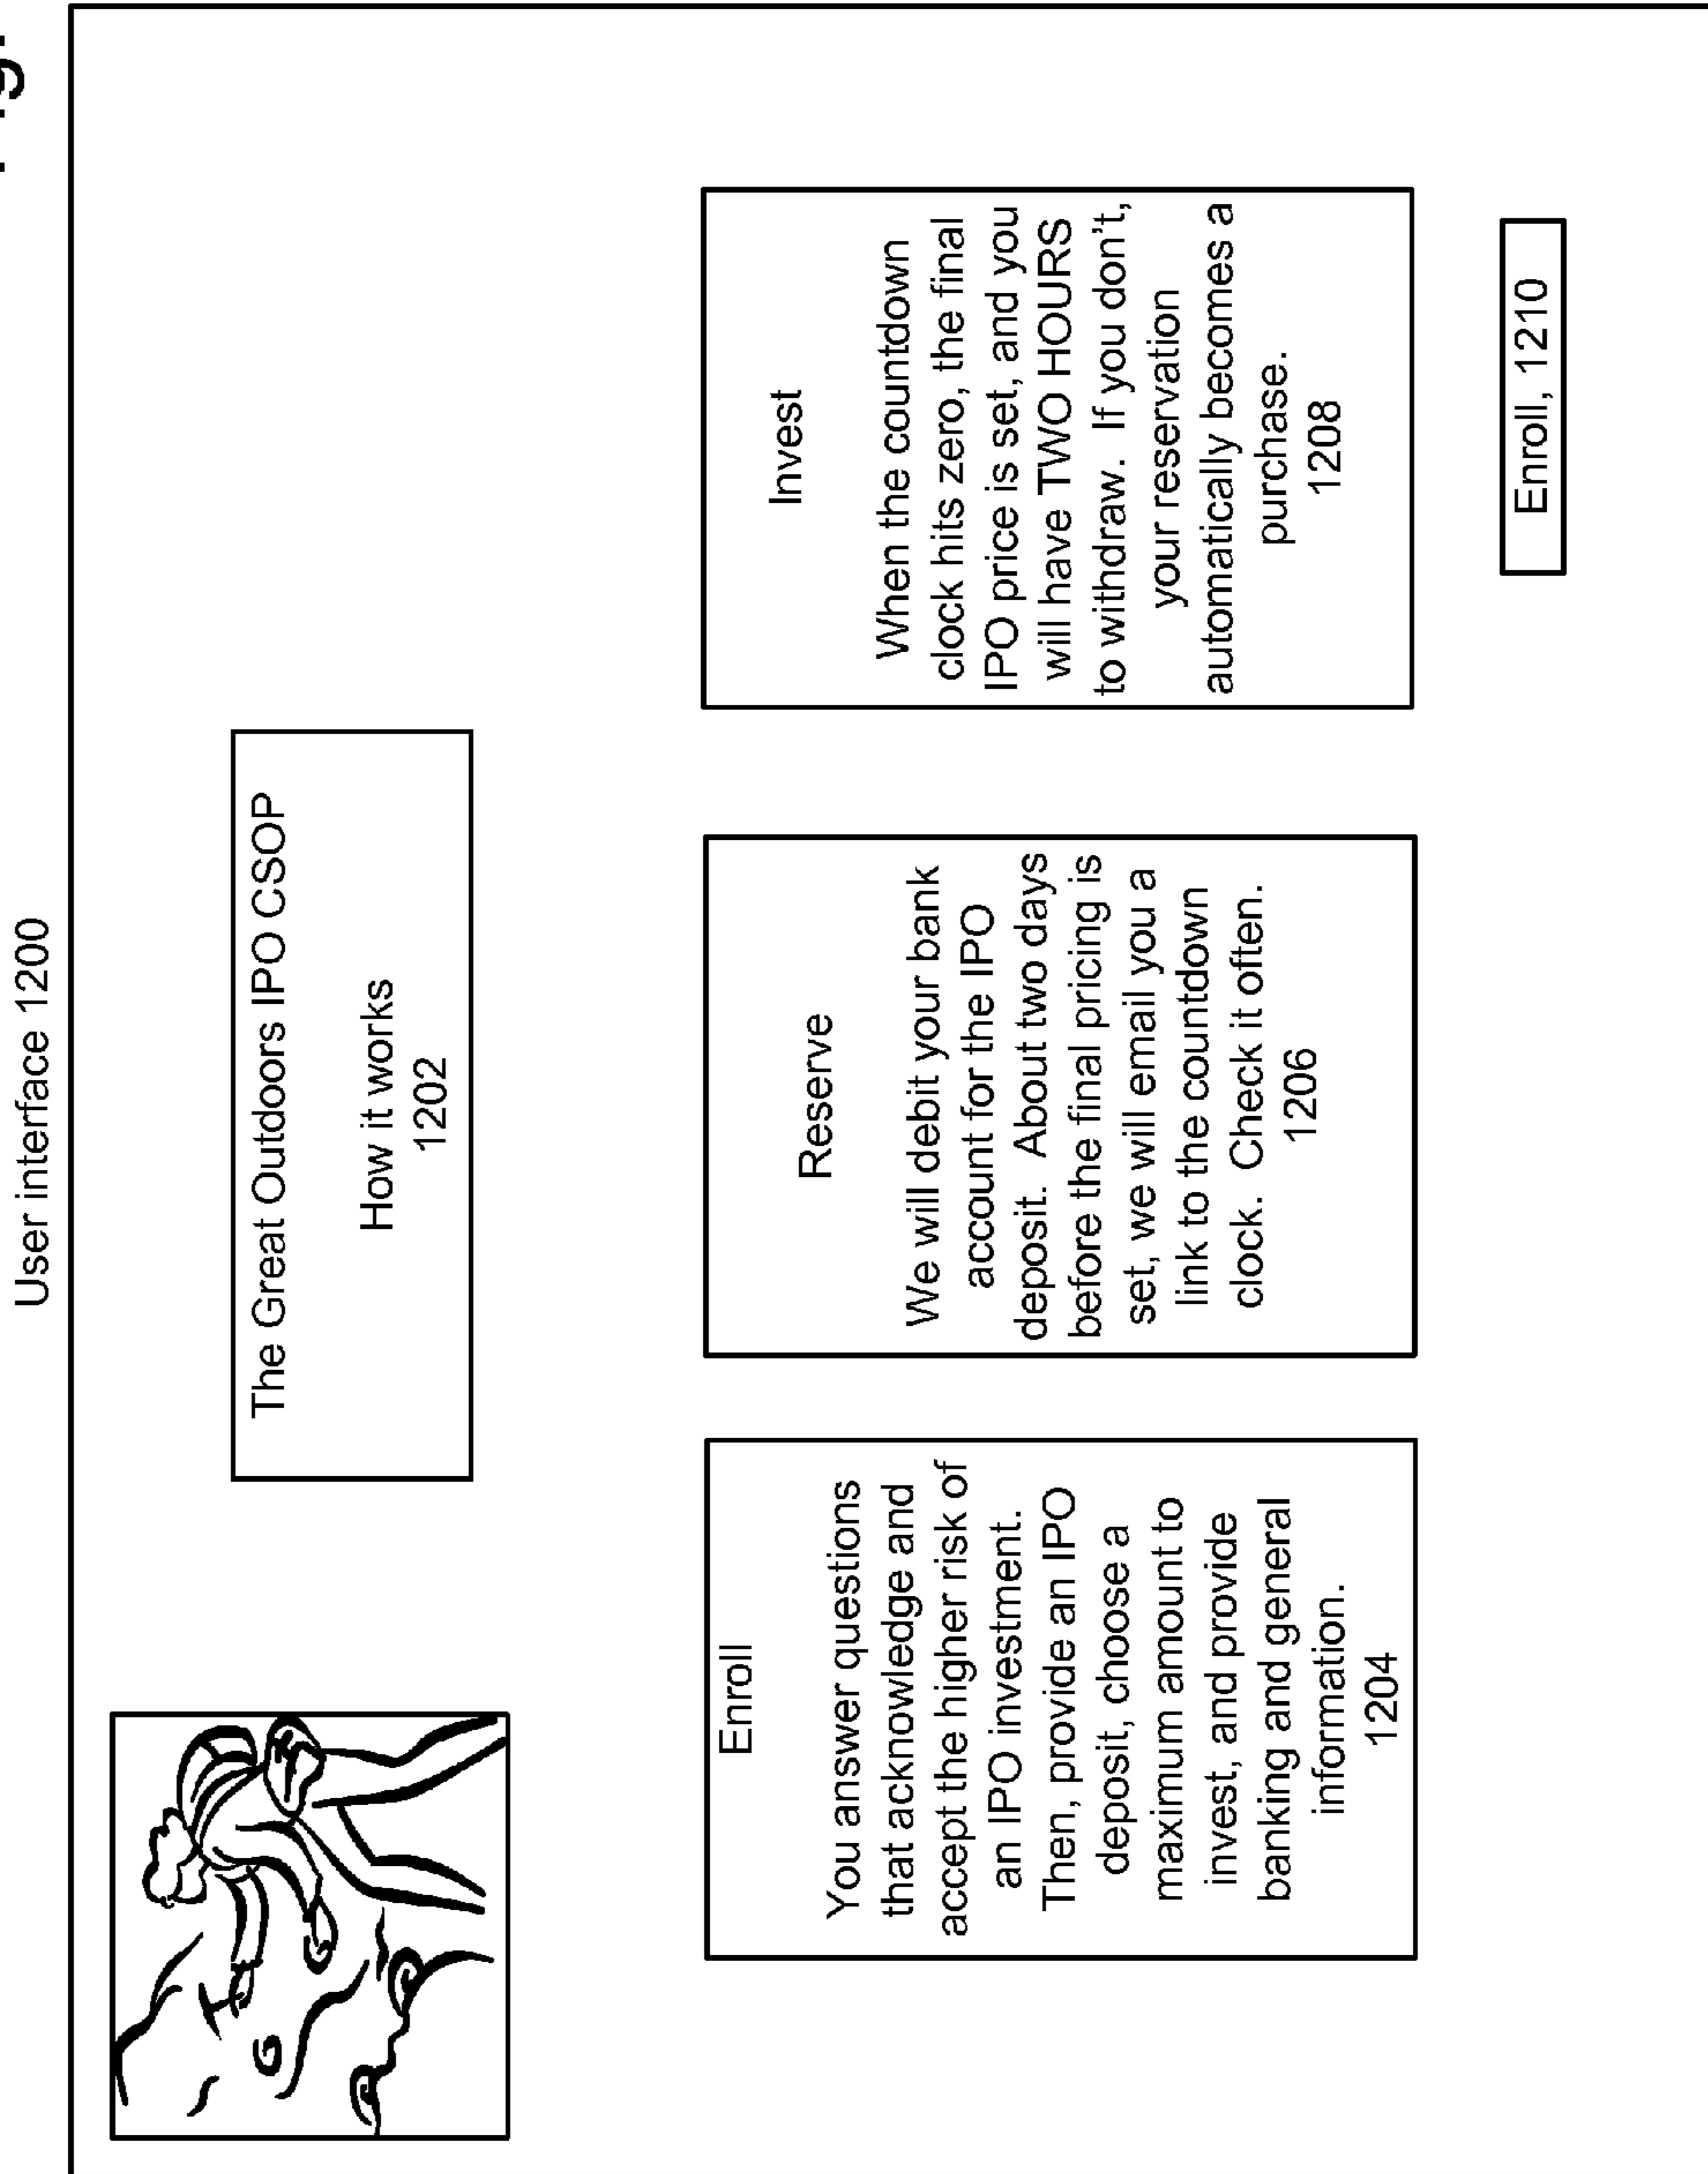 User interface 1200
The Great Outdoors IPO CSOP
How it works
1202
Enroll
You answer questions
that acknowledge and
accept the higher risk of
an IPO investment.
Then, provide an IPO
deposit, choose a
maximum amount to
invest, and provide
banking and general
information.
1204
Reserve
We will debit your bank
account for the IPO
deposit. About two days
before the final pricing is
set, we will email you a
link to the countdown
clock. Check it often.
1206
Invest
When the countdown
clock hits zero, the final
IPO price is set, and you
will have TWO HOURS
to withdraw. If you don't,
your reservation
automatically becomes a
purchase.
1208
Enroll, 1210